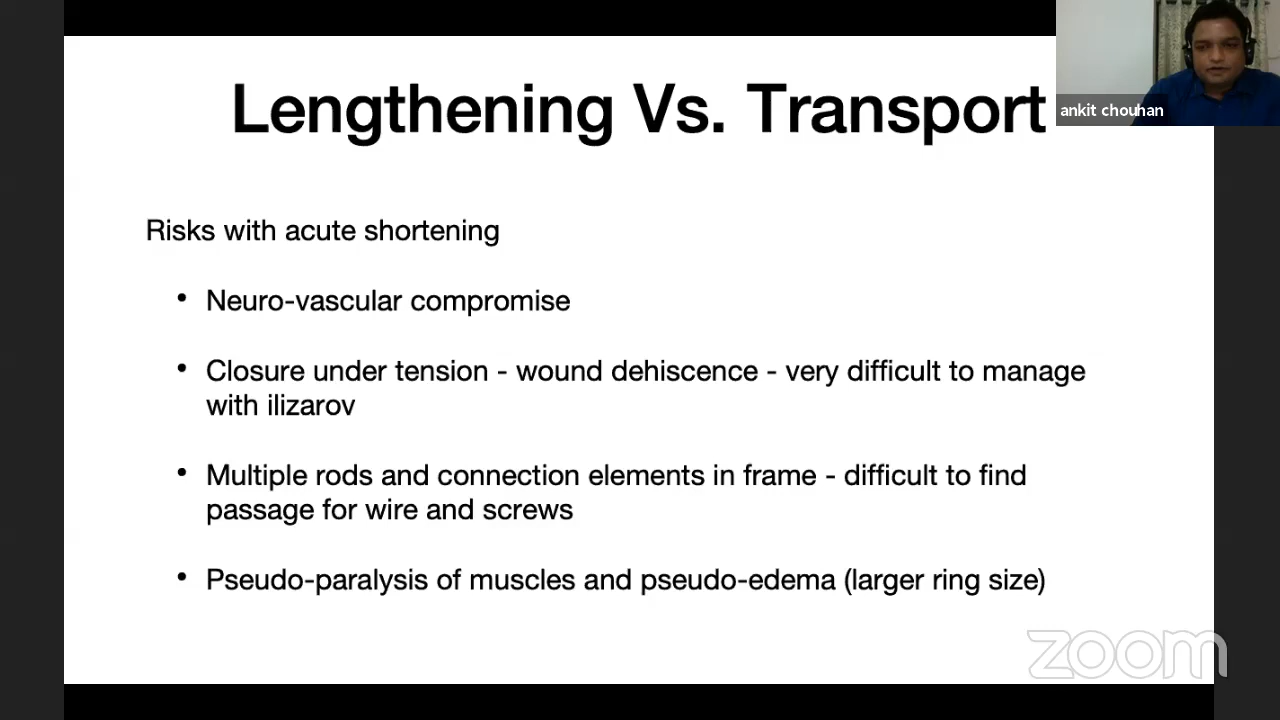 Lengthening Vs. Transport
ankit chouhan
Risks with acute shortening
• Neuro-vascular compromise
• Closure under tension - wound dehiscence - very difficult to manage
with ilizarov
• Multiple rods and connection elements in frame - difficult to find
passage for wire and screws
• Pseudo-paralysis of muscles and pseudo-edema (larger ring size)
zoom